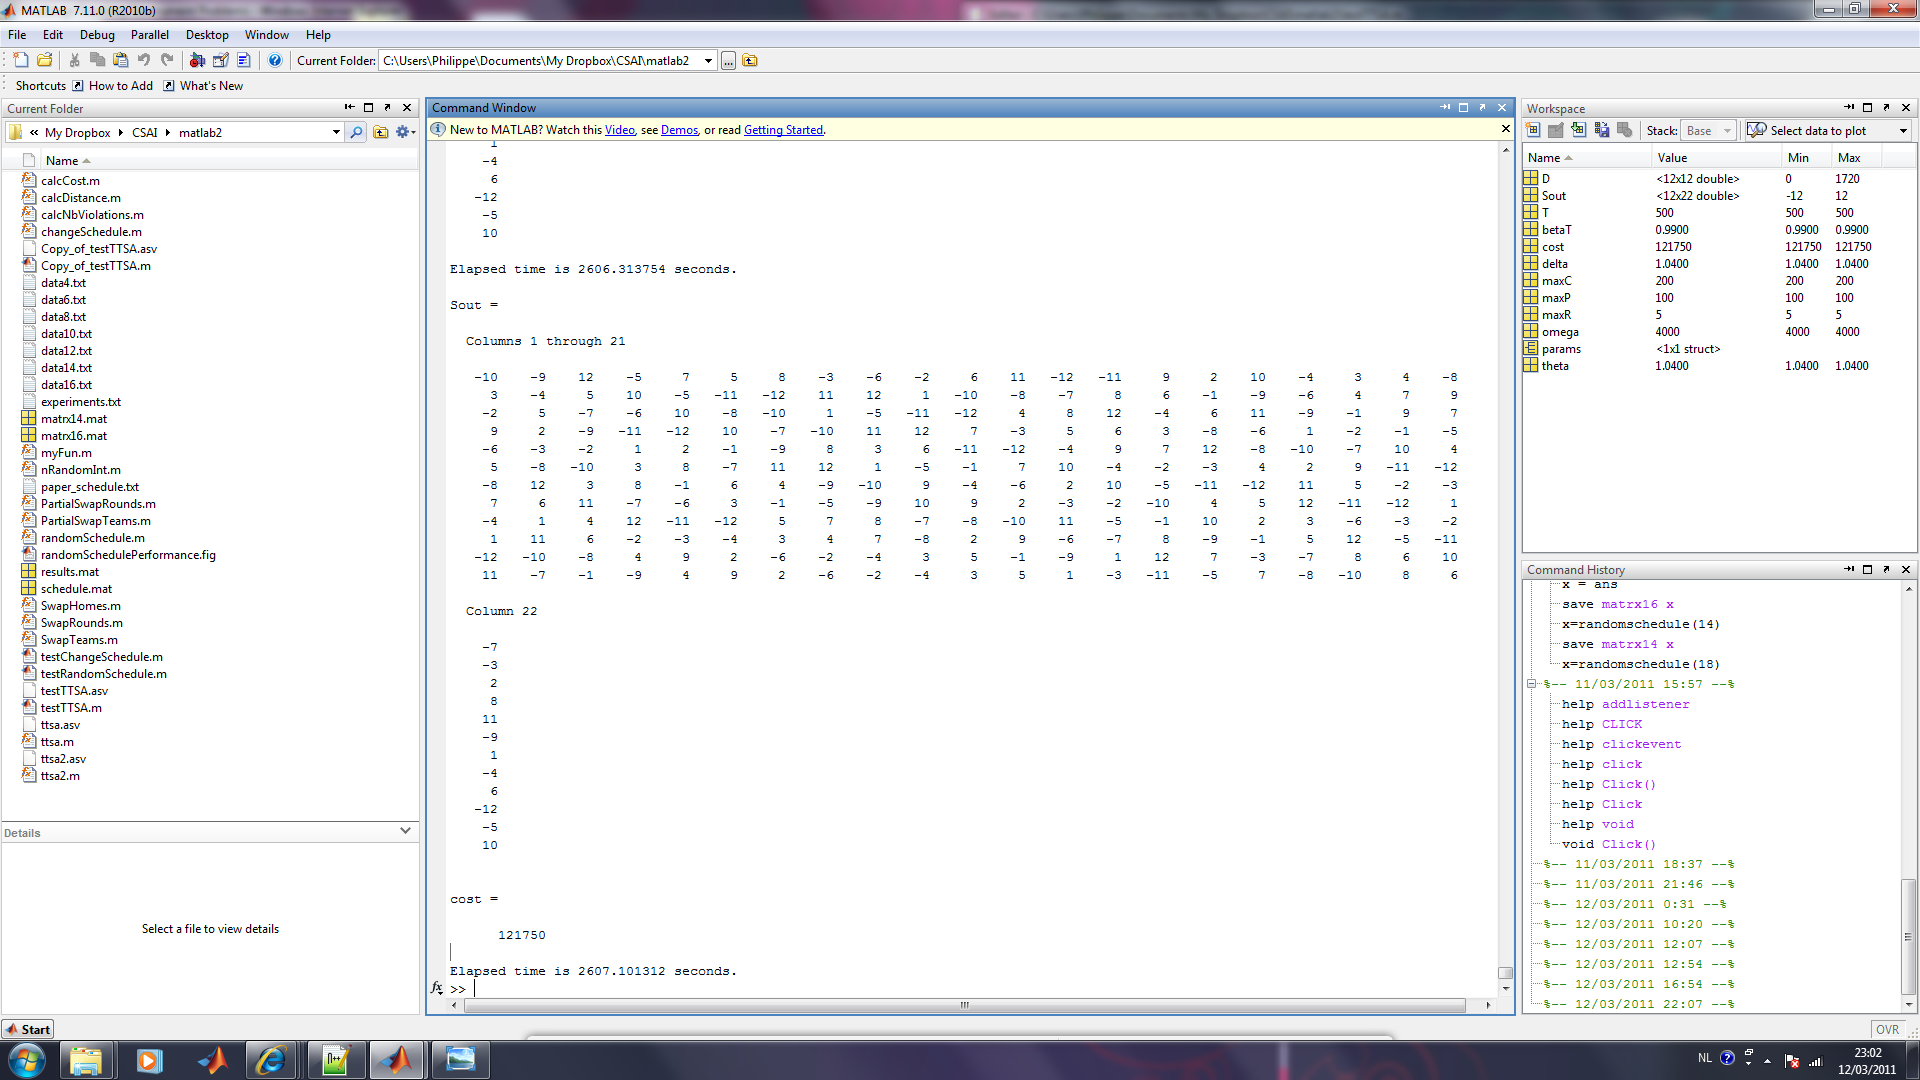 MATLAB 7.11.0 (R2010b)
File Edit Debug Parallel Desktop Window Help
Current Folder: C:\Users\Philippe\Documents\My Dropbox\CSAI\matlab2 ...
Shortcuts How to Add What's New
Current Folder
« My Dropbox CSAI matlab2
Name
calcCost.m
calcDistance.m
calcNbViolations.m
changeSchedule.m
Copy_of_testTTSA.asv
Copy_of_testTTSA.m
data4.txt
data6.txt
data8.txt
data10.txt
data12.txt
data14.txt
data16.txt
experiments.txt
matrx14.mat
matrx16.mat
myFun.m
nRandomInt.m
paper_schedule.txt
PartialSwapRounds.m
PartialSwapTeams.m
randomSchedule.m
randomSchedulePerformance.fig
results.mat
schedule.mat
SwapHomes.m
SwapRounds.m
SwapTeams.m
testChangeSchedule.m
testRandomSchedule.m
testTTSA.asv
testTTSA.m
ttsa.asv
ttsa.m
ttsa2.asv
ttsa2.m
Details
Select a file to view details
Start
Command Window
New to MATLAB? Watch this Video, see Demos, or read Getting Started.
1
-4
6
-12
-5
10
Elapsed time is 2606.313754 seconds.
Sout =
Columns 1 through 21
-10 -9 12 -5 7 5 8 -3 -6 -2 6 11 -12 -11 9 2 10 -4 3 4 -8
3 -4 5 10 -5 -11 -12 11 12 1 -10 -8 -7 8 6 -1 -9 -6 4 7 9
-2 5 -7 -6 10 -8 -10 1 -5 -11 -12 4 8 12 -4 6 11 -9 -1 9 7
9 2 -9 -11 -12 10 -7 -10 11 12 7 -3 5 6 3 -8 -6 1 -2 -1 -5
-6 -3 -2 1 2 -1 -9 8 3 6 -11 -12 -4 9 7 12 -8 -10 -7 10 4
5 -8 -10 3 8 -7 11 12 1 -5 -1 7 10 -4 -2 -3 4 2 9 -11 -12
-8 12 3 8 -1 6 4 -9 -10 9 -4 -6 2 10 -5 -11 -12 11 5 -2 -3
7 6 11 -7 -6 3 -1 -5 -9 10 9 2 -3 -2 -10 4 5 12 -11 -12 1
-4 1 4 12 -11 -12 5 7 8 -7 -8 -10 11 -5 -1 10 2 3 -6 -3 -2
1 11 6 -2 -3 -4 3 4 7 -8 2 9 -6 -7 8 -9 -1 5 12 -5 -11
-12 -10 -8 4 9 2 -6 -2 -4 3 5 -1 -9 1 12 7 -3 -7 8 6 10
11 -7 -1 -9 4 9 2 -6 -2 -4 3 5 1 -3 -11 -5 7 -8 -10 8 6
Column 22
-7
-3
2
8
11
-9
1
-4
6
-12
-5
10
cost =
121750
Elapsed time is 2607.101312 seconds.
fx >>
Workspace
Stack: Base Select data to plot
Name Value Min Max
D <12x12 double> 0 1720
Sout <12x22 double> -12 12
T 500 500 500
betaT 0.9900 0.9900 0.9900
cost 121750 121750 121750
delta 1.0400 1.0400 1.0400
maxC 200 200 200
maxP 100 100 100
maxR 5 5 5
omega 4000 4000 4000
params <1x1 struct>
theta 1.0400 1.0400 1.0400
Command History
x = ans
save matrx16 x
x=randomschedule(14)
save matrx14 x
x=randomschedule(18)
%-- 11/03/2011 15:57 --%
help addlistener
help CLICK
help clickevent
help click
help Click()
help Click
help void
void Click()
%-- 11/03/2011 18:37 --%
%-- 11/03/2011 21:46 --%
%-- 12/03/2011 0:31 --%
%-- 12/03/2011 10:20 --%
%-- 12/03/2011 12:07 --%
%-- 12/03/2011 12:54 --%
%-- 12/03/2011 16:54 --%
%-- 12/03/2011 22:07 --%
OVR
NL
23:02
12/03/2011